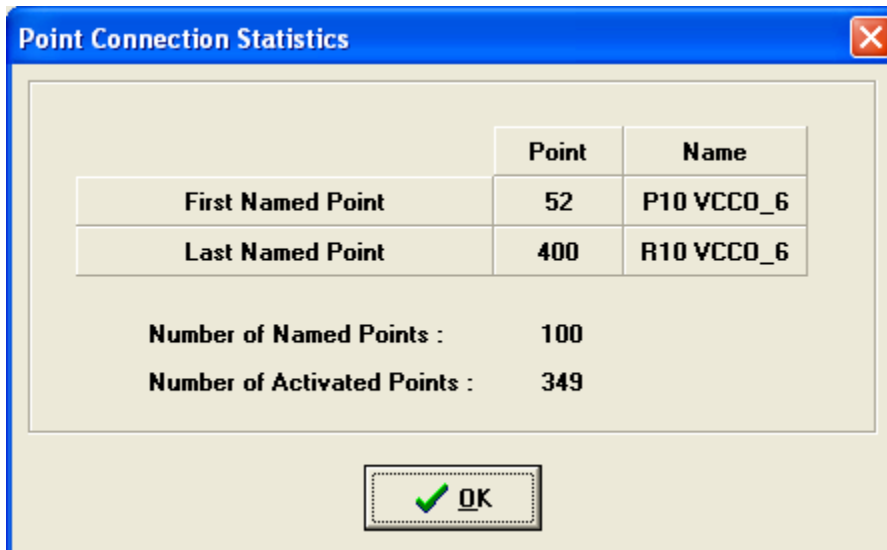 Point Connection Statistics
Point Name
First Named Point 52 P10 VCCO_6
Last Named Point 400 R10 VCCO_6
Number of Named Points : 100
Number of Activated Points : 349
OK